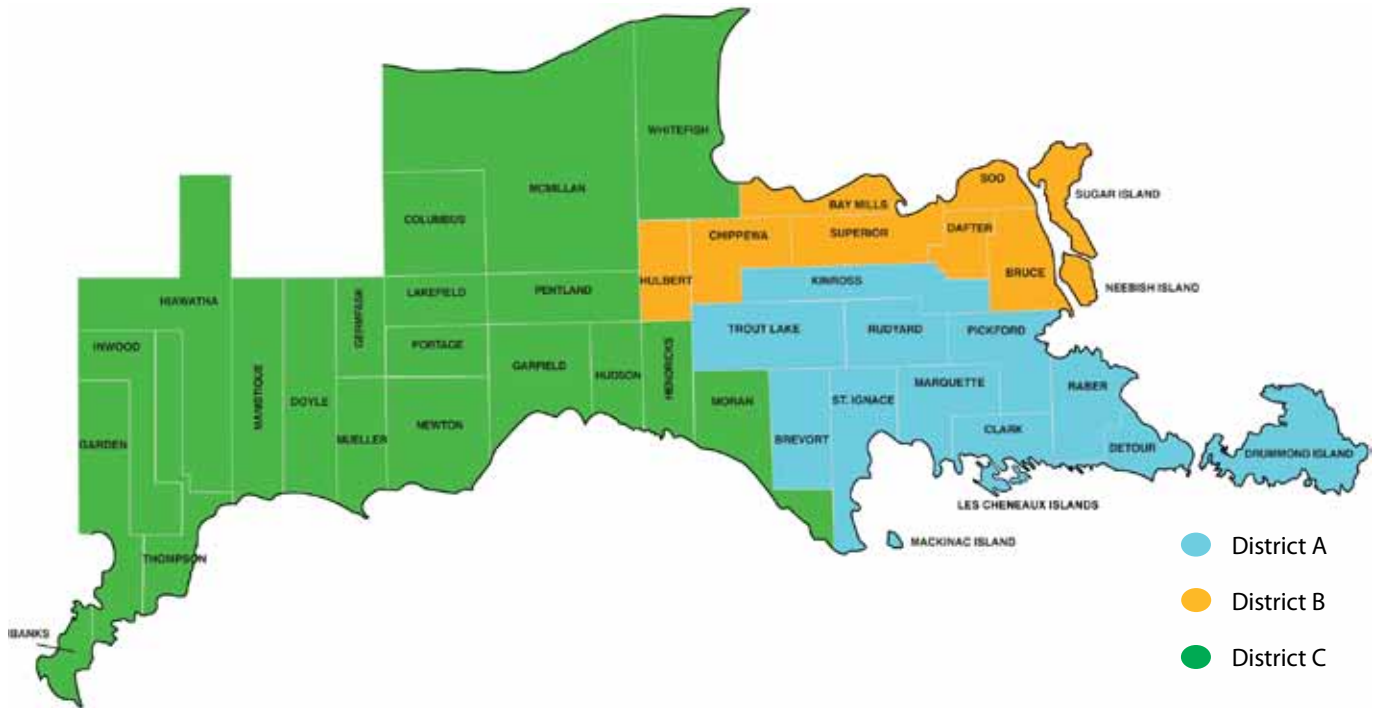 WHITEFISH
SOO
MCMILLAN
SUGAR ISLAND
BAY MILLS
COLUMBUS
DAFTER
CHIPPEWA
SUPERIOR
BRUCE
HULBERT
KINROSS
NEEBISH ISLAND
LAKEFIELD
PENTLAND
HIAWATHA
GERMFASK
TROUT LAKE
RUDYARD
PICKFORD
INWOOD
PORTAGE
GARFIELD
HUDSON
HENDRICKS
MANISTIQUE
DOYLE
MORAN
ST. IGNACE
MARQUETTE
RABER
NEWTON
MUELLER
BREVORT
CLARK
GARDEN
DETOUR
DRUMMOND ISLAND
LES CHENEAUX ISLANDS
MACKINAC ISLAND
District A
THOMPSON
District B
IBANKS
District C